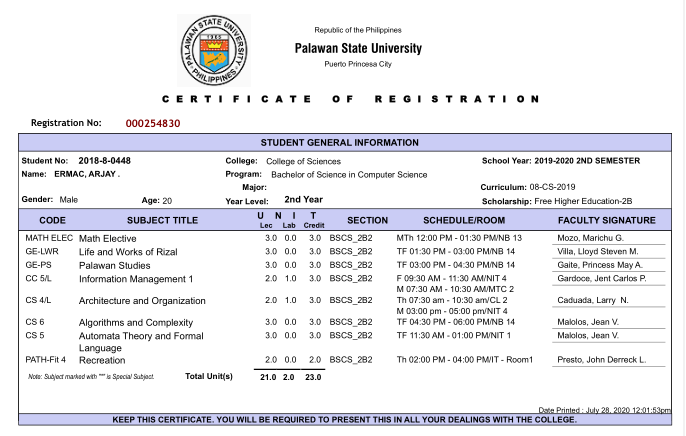 PALAWAN STATE UNIVERSITY
1965
PHILIPPINES
Republic of the Philippines
Palawan State University
Puerto Princesa City
CERTIFICATE OF REGISTRATION
Registration No: 000254830
STUDENT GENERAL INFORMATION
Student No: 2018-8-0448 College: College of Sciences School Year: 2019-2020 2ND SEMESTER
Name: ERMAC, ARJAY . Program: Bachelor of Science in Computer Science
Major: Curriculum: 08-CS-2019
Gender: Male Age: 20 Year Level: 2nd Year Scholarship: Free Higher Education-2B
CODE SUBJECT TITLE U N I T SECTION SCHEDULE/ROOM FACULTY SIGNATURE
Lec Lab Credit
MATH ELEC Math Elective 3.0 0.0 3.0 BSCS_2B2 MTh 12:00 PM - 01:30 PM/NB 13 Mozo, Marichu G.
GE-LWR Life and Works of Rizal 3.0 0.0 3.0 BSCS_2B2 TF 01:30 PM - 03:00 PM/NB 14 Villa, Lloyd Steven M.
GE-PS Palawan Studies 3.0 0.0 3.0 BSCS_2B2 TF 03:00 PM - 04:30 PM/NB 14 Gaite, Princess May A.
CC 5/L Information Management 1 2.0 1.0 3.0 BSCS_2B2 F 09:30 AM - 11:30 AM/NIT 4 Gardoce, Jent Carlos P.
M 07:30 AM - 10:30 AM/MTC 2
CS 4/L Architecture and Organization 2.0 1.0 3.0 BSCS_2B2 Th 07:30 am - 10:30 am/CL 2 Caduada, Larry N.
M 03:00 pm - 05:00 pm/NIT 4
CS 6 Algorithms and Complexity 3.0 0.0 3.0 BSCS_2B2 TF 04:30 PM - 06:00 PM/NB 14 Malolos, Jean V.
CS 5 Automata Theory and Formal 3.0 0.0 3.0 BSCS_2B2 TF 11:30 AM - 01:00 PM/NIT 1 Malolos, Jean V.
Language
PATH-Fit 4 Recreation 2.0 0.0 2.0 BSCS_2B2 Th 02:00 PM - 04:00 PM/IT - Room1 Presto, John Derreck L.
Note: Subject marked with "*" is Special Subject. Total Unit(s) 21.0 2.0 23.0
Date Printed : July 28, 2020 12:01:53pm
KEEP THIS CERTIFICATE. YOU WILL BE REQUIRED TO PRESENT THIS IN ALL YOUR DEALINGS WITH THE COLLEGE.